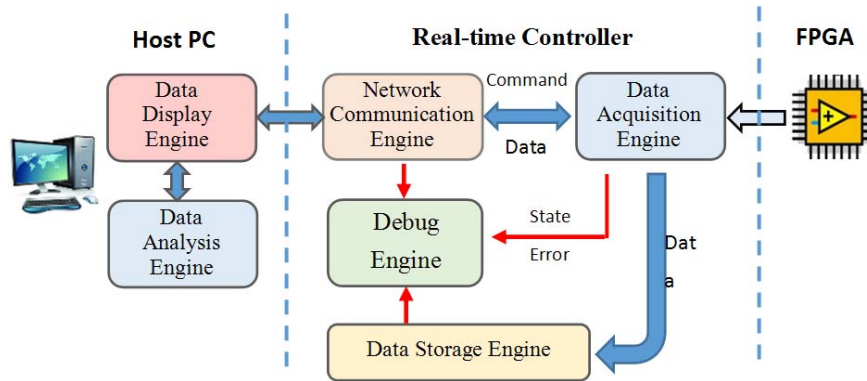 Host PC
Real-time Controller
FPGA
Data
Display
Engine
Network
Communication
Engine
Command
Data
Data
Acquisition
Engine
Data
Analysis
Engine
Debug
Engine
State
Error
Dat
a
Data Storage Engine